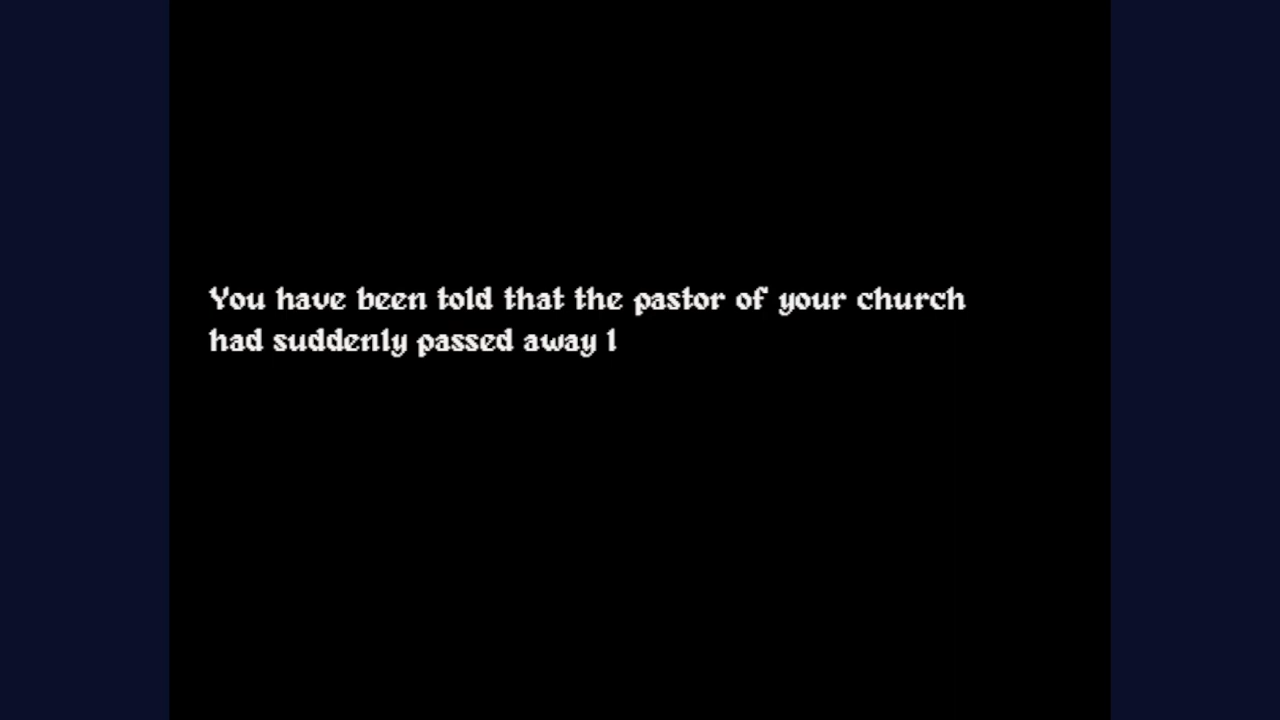 You have been told that the pastor of your church
had suddenly passed away l